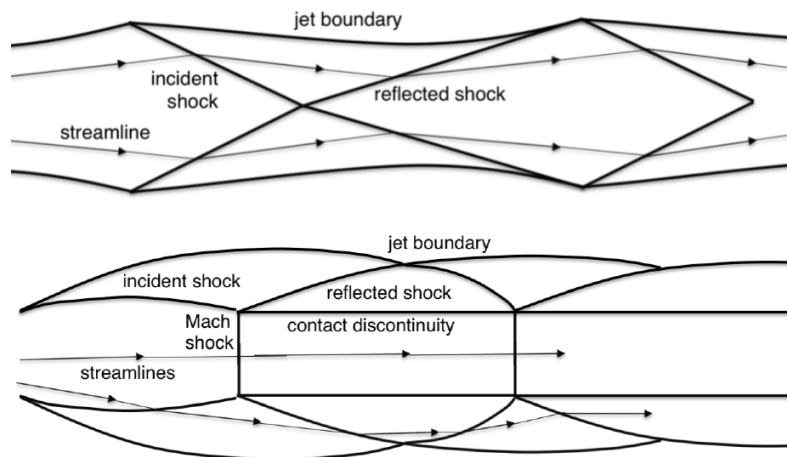 jet boundary
incident
shock
reflected shock
streamline
jet boundary
incident shock
reflected shock
Mach
shock
contact discontinuity
streamlines